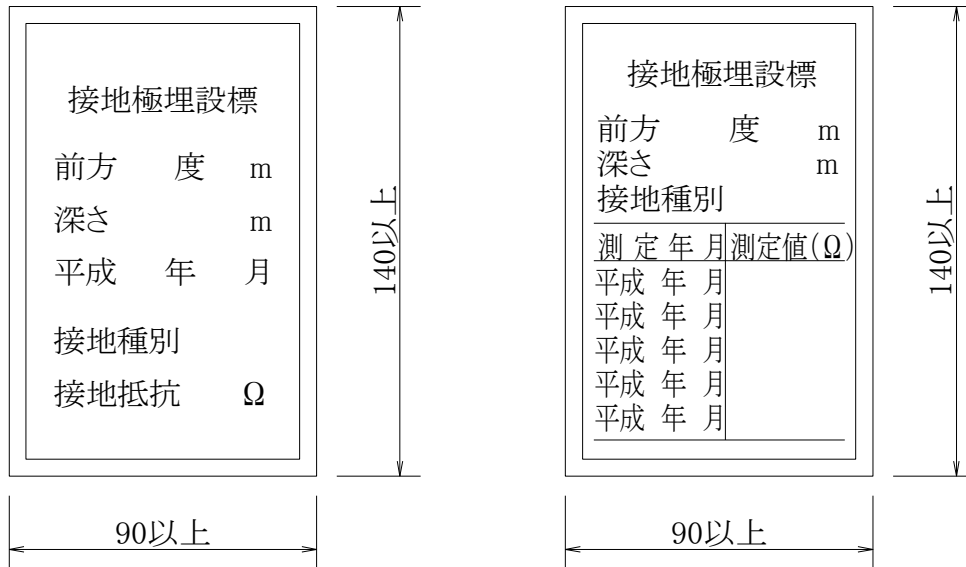 接地極埋設標
前方 度 m
深さ m
平成 年 月
接地種別
接地抵抗 Ω
140以上
90以上
接地極埋設標
前方 度 m
深さ m
接地種別
測定年月 測定値(Ω)
平成 年 月
平成 年 月
平成 年 月
平成 年 月
平成 年 月
140以上
90以上